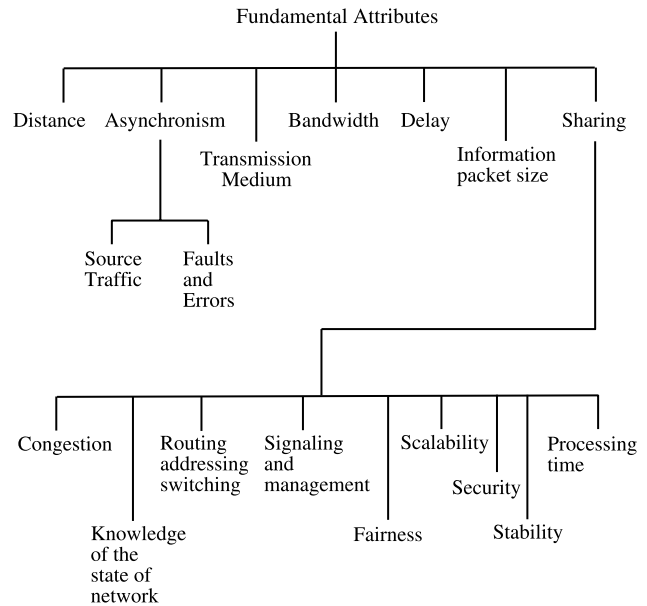 Fundamental Attributes
Distance
Asynchronism
Transmission
Medium
Bandwidth
Delay
Information
packet size
Sharing
Source
Traffic
Faults
and
Errors
Congestion
Knowledge
of the
state of
network
Routing
addressing
switching
Signaling
and
management
Fairness
Scalability
Security
Stability
Processing
time